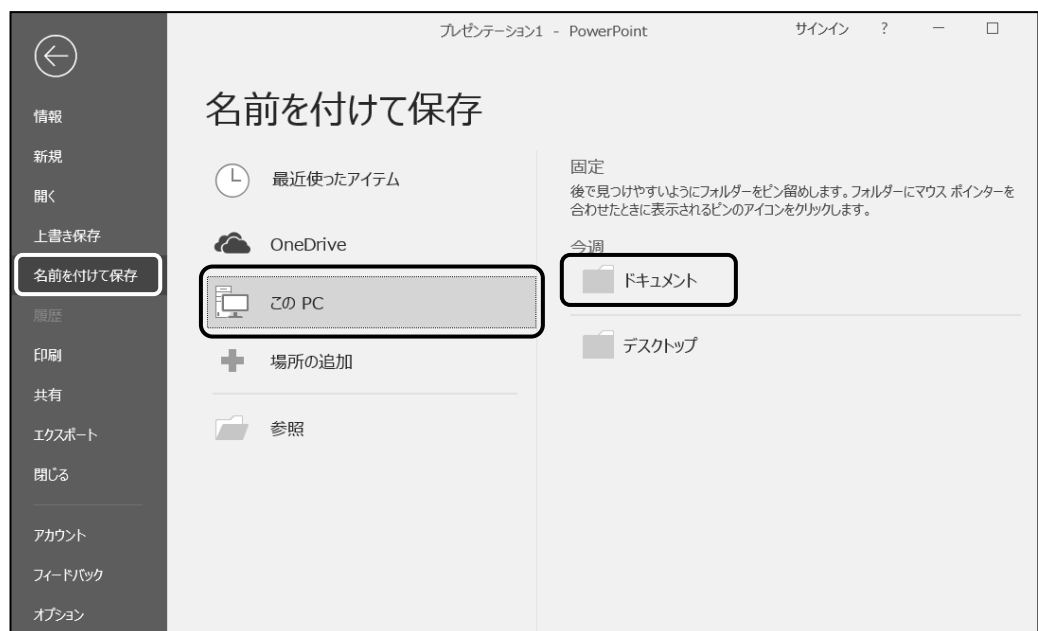 プレゼンテーション1 - PowerPoint
サインイン ?
情報
新規
開く
上書き保存
名前を付けて保存
履歴
印刷
共有
エクスポート
閉じる
アカウント
フィードバック
オプション
名前を付けて保存
最近使ったアイテム
OneDrive
この PC
場所の追加
参照
固定
後で見つけやすいようにフォルダーをピン留めします。フォルダーにマウス ポインターを
合わせたときに表示されるピンのアイコンをクリックします。
今週
ドキュメント
デスクトップ